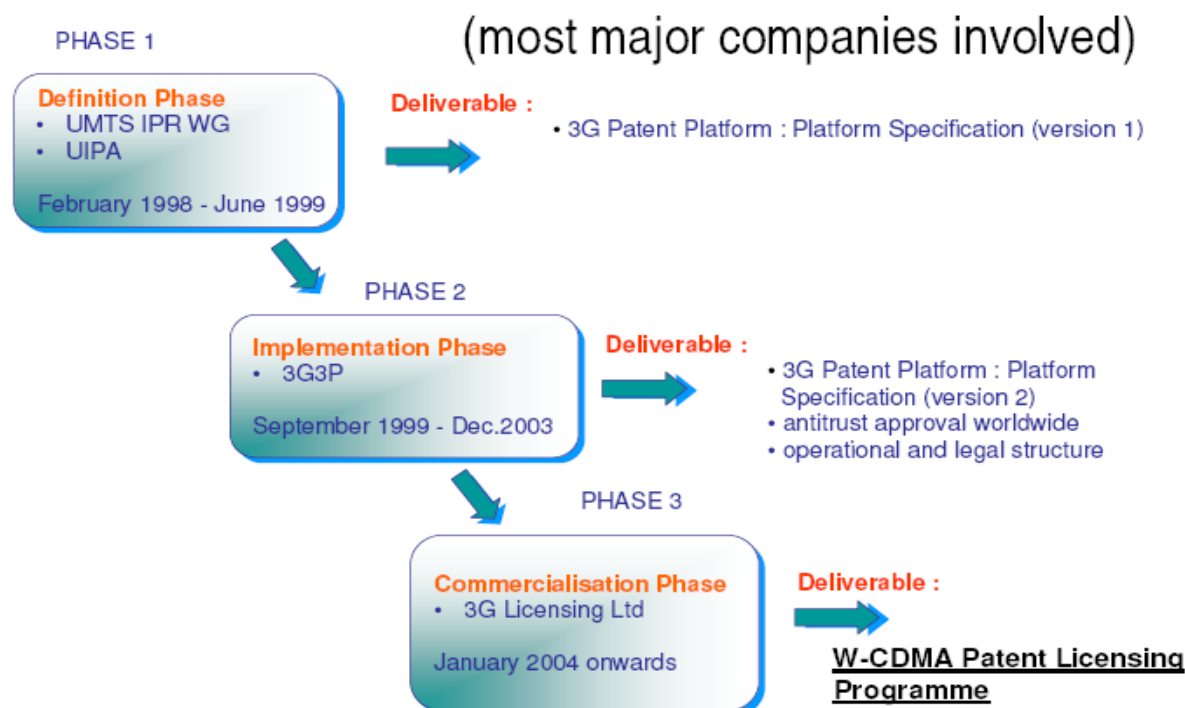 PHASE 1
(most major companies involved)
Definition Phase
• UMTS IPR WG
• UIPA
February 1998 - June 1999
Deliverable :
• 3G Patent Platform : Platform Specification (version 1)
PHASE 2
Implementation Phase
• 3G3P
September 1999 - Dec.2003
Deliverable :
• 3G Patent Platform : Platform
Specification (version 2)
• antitrust approval worldwide
• operational and legal structure
PHASE 3
Commercialisation Phase
• 3G Licensing Ltd
January 2004 onwards
Deliverable :
W-CDMA Patent Licensing
Programme